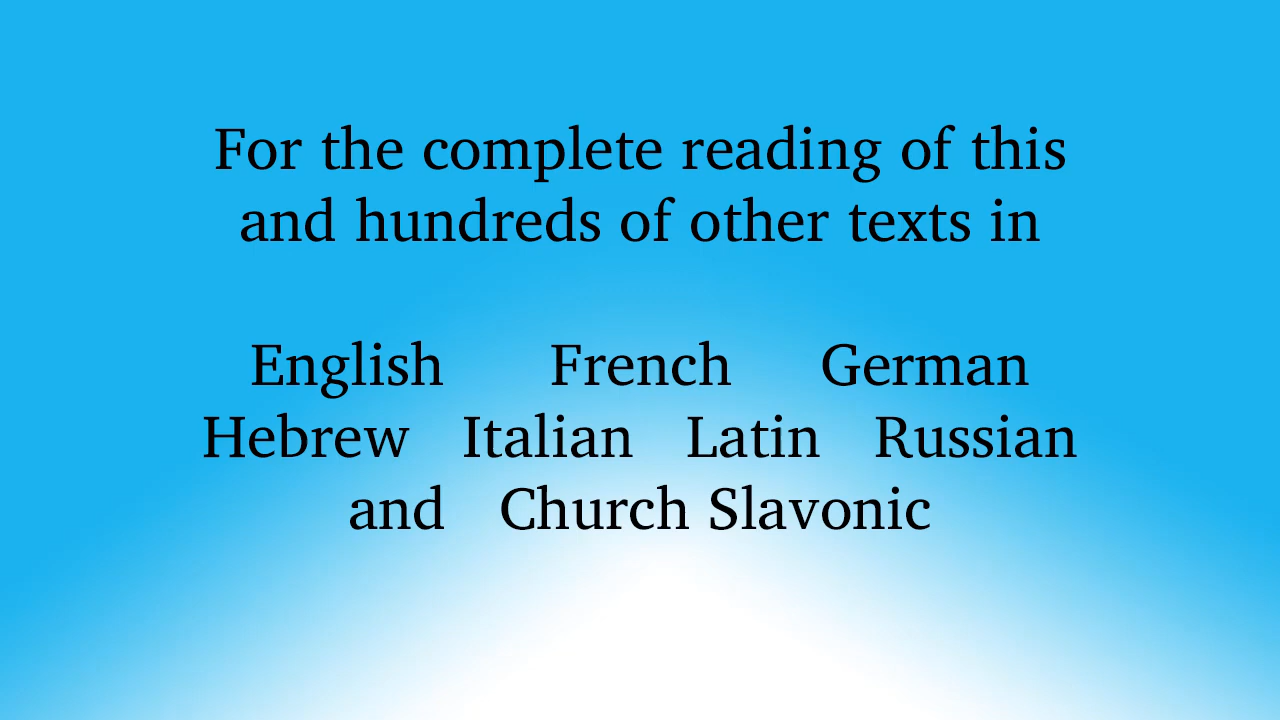 For the complete reading of this
and hundreds of other texts in
English French German
Hebrew Italian Latin Russian
and Church Slavonic